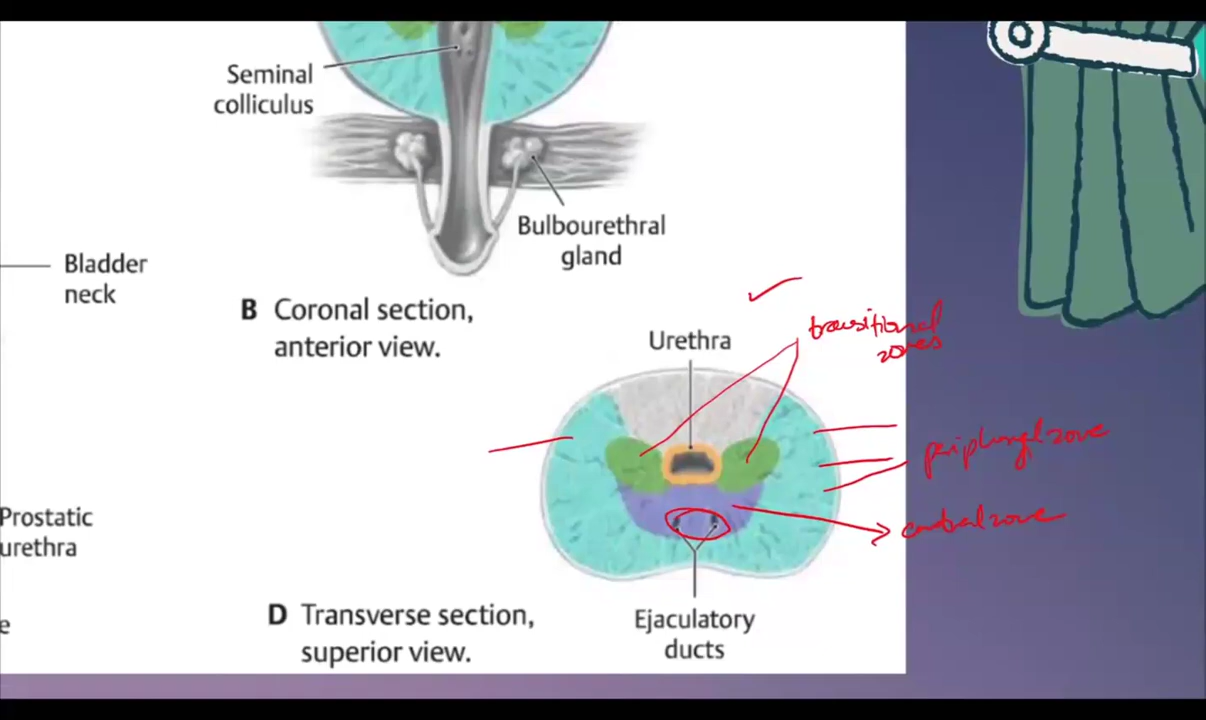 Seminal
colliculus
Bulbourethral
gland
Bladder
neck
B Coronal section,
anterior view.
transitional
zones
Urethra
zone
central zone
Prostatic
urethra
e
D Transverse section,
superior view.
Ejaculatory
ducts